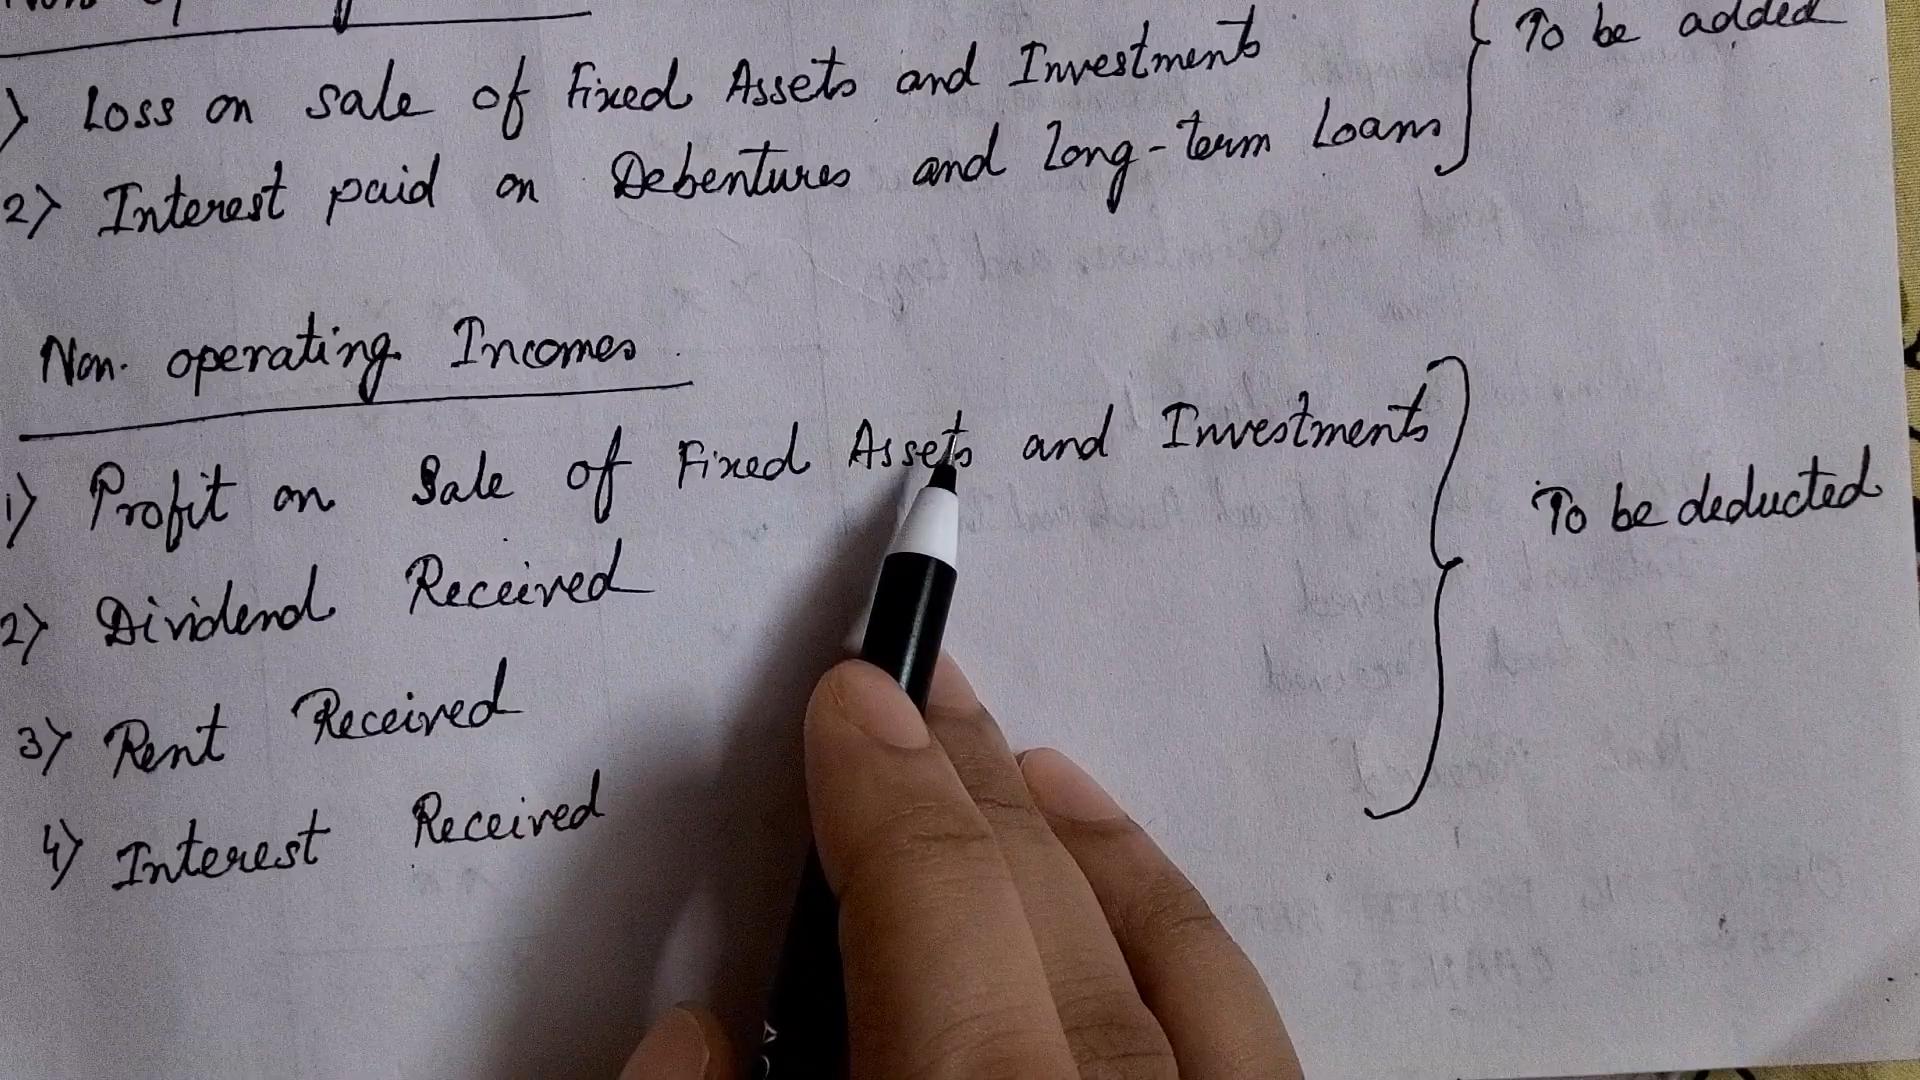 1) Loss on sale of Fixed Assets and Investments } To be added
2) Interest paid on Debentures and Long-term Loans
Non-operating Incomes
1) Profit on Sale of Fixed Assets and Investments
2) Dividend Received
3) Rent Received
4) Interest Received
} To be deducted